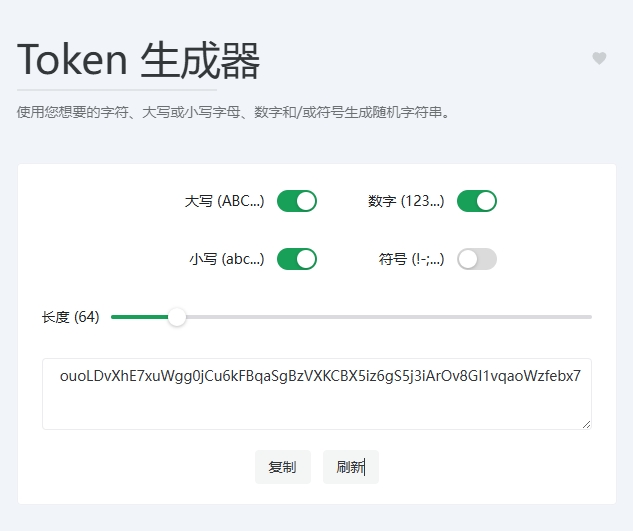 Token 生成器
使用您想要的字符、大写或小写字母、数字和/或符号生成随机字符串。
大写 (ABC...)
数字 (123...)
小写 (abc...)
符号 (!-;...)
长度 (64)
ouoLDvXhE7xuWgg0jCu6kFBqaSgBzVXKCBX5iz6gS5j3iArOv8GI1vqaoWzfebx7
复制
刷新